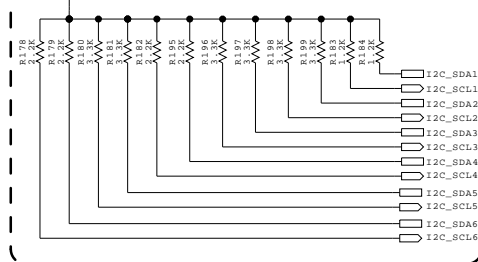 R178 2.2K
R179 2.2K
R180 3.3K
R181 3.3K
R182 2.2K
R195 2.2K
R196 3.3K
R197 3.3K
R198 3.3K
R199 3.3K
R183 1.2K
R184 1.2K
I2C_SDA1
I2C_SCL1
I2C_SDA2
I2C_SCL2
I2C_SDA3
I2C_SCL3
I2C_SDA4
I2C_SCL4
I2C_SDA5
I2C_SCL5
I2C_SDA6
I2C_SCL6